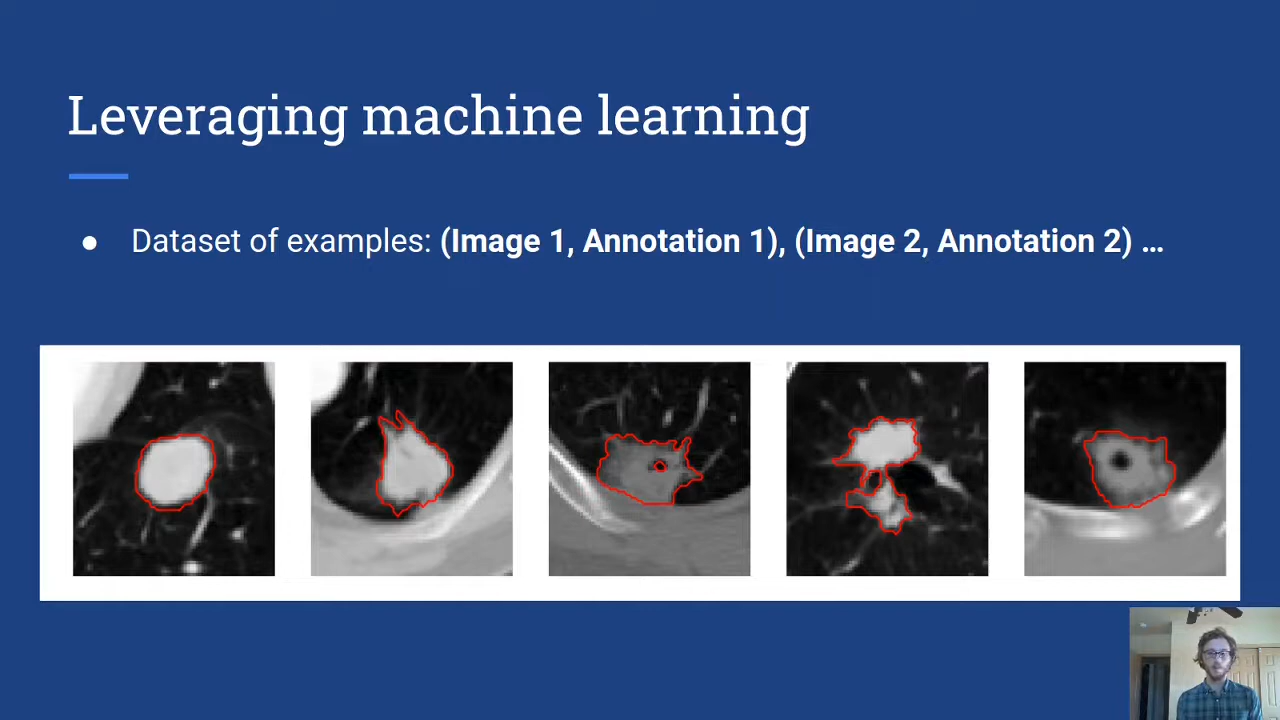 Leveraging machine learning
● Dataset of examples: (Image 1, Annotation 1), (Image 2, Annotation 2) ...